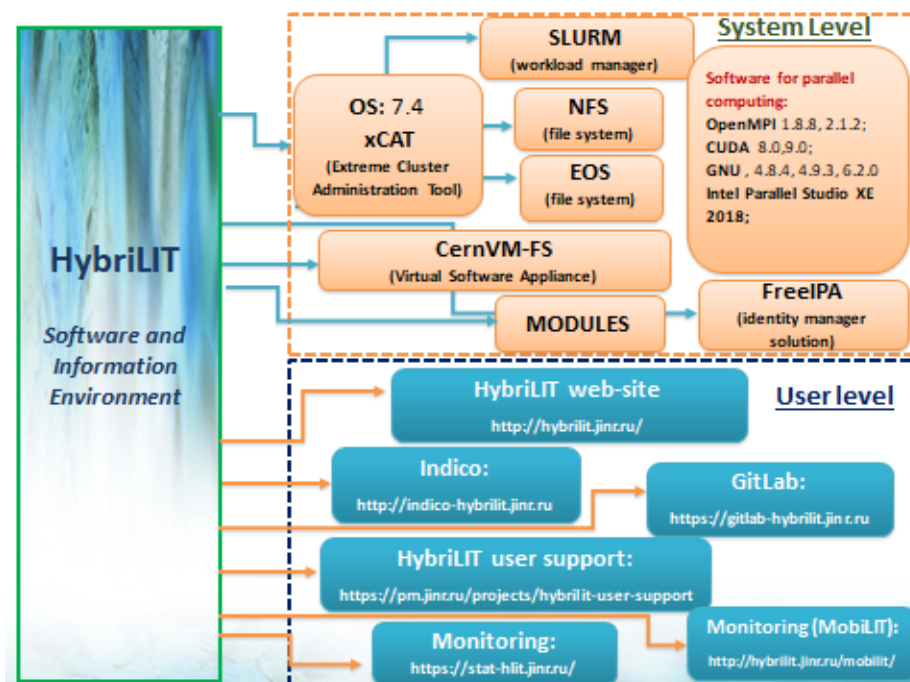 HybriLIT
Software and
Information
Environment
System Level
SLURM
(workload manager)
OS: 7.4
xCAT
(Extreme Cluster
Administration Tool)
NFS
(file system)
EOS
(file system)
Software for parallel
computing:
OpenMPI 1.8.8, 2.1.2;
CUDA 8.0,9.0;
GNU , 4.8.4, 4.9.3, 6.2.0
Intel Parallel Studio XE
2018;
CernVM-FS
(Virtual Software Appliance)
MODULES
FreeIPA
(identity manager
solution)
User level
HybriLIT web-site
http://hybrilit.jinr.ru/
Indico:
http://indico-hybrilit.jinr.ru
GitLab:
https://gitlab-hybrilit.jinr.ru
HybriLIT user support:
https://pm.jinr.ru/projects/hybrilit-user-support
Monitoring:
https://stat-hlit.jinr.ru/
Monitoring (MobiLIT):
http://hybrilit.jinr.ru/mobilit/